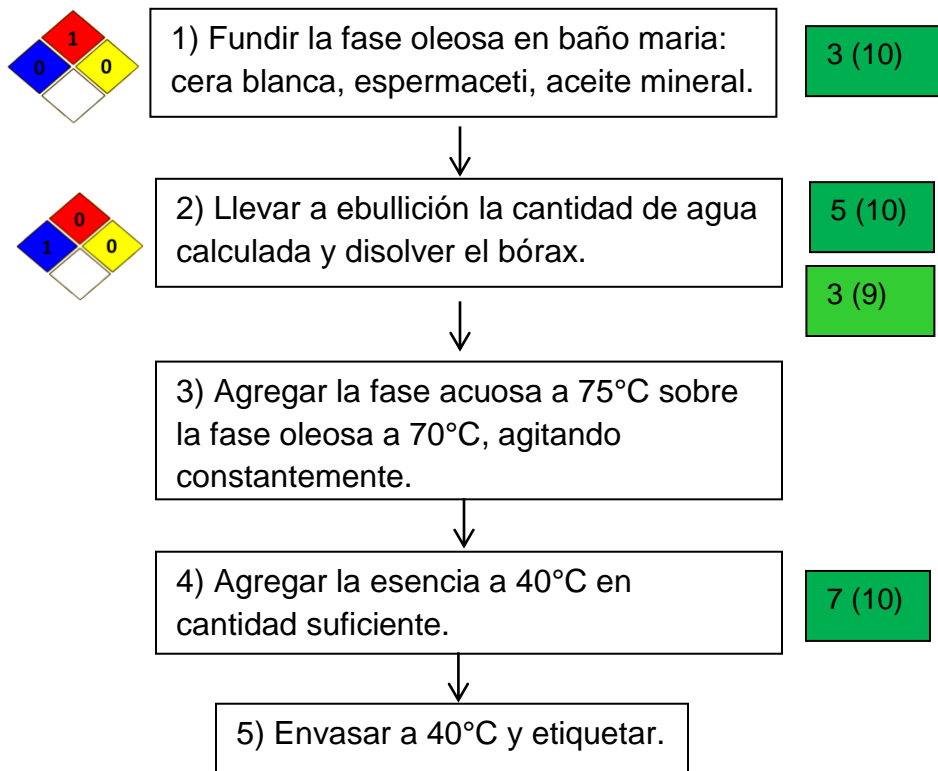 1
0
0
1) Fundir la fase oleosa en baño maria:
cera blanca, espermaceti, aceite mineral.
3 (10)
0
1
0
2) Llevar a ebullición la cantidad de agua
calculada y disolver el bórax.
5 (10)
3 (9)
3) Agregar la fase acuosa a 75°C sobre
la fase oleosa a 70°C, agitando
constantemente.
4) Agregar la esencia a 40°C en
cantidad suficiente.
7 (10)
5) Envasar a 40°C y etiquetar.